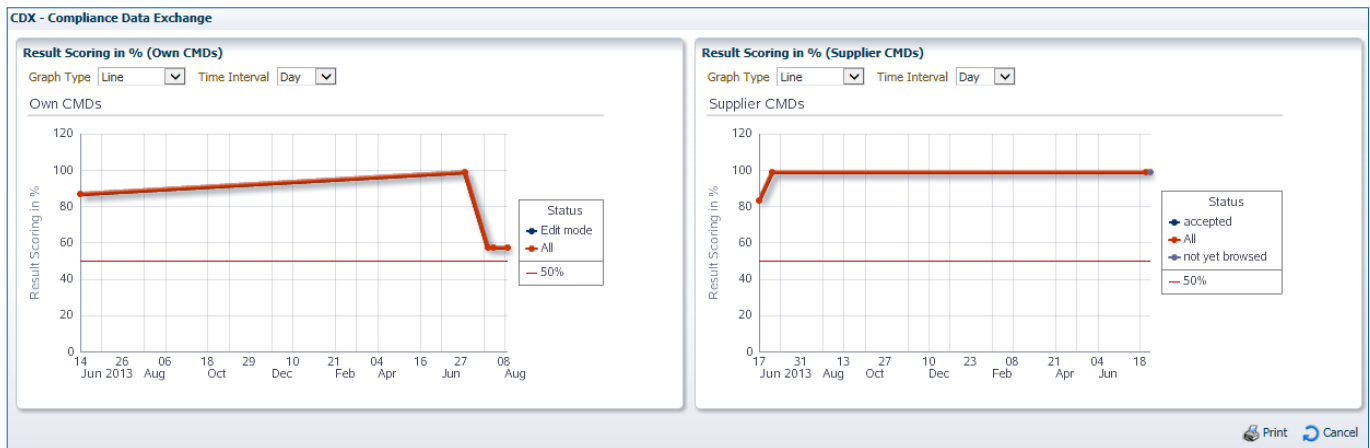 CDX - Compliance Data Exchange
Result Scoring in % (Own CMDs)
Graph Type Line Time Interval Day
Own CMDs
120
100
80
60
40
20
0
Result Scoring in %
14 26 06 18 29 10 21 04 16 27 08
Jun 2013 Aug Oct Dec Feb Apr Jun Aug
Status
Edit mode
All
50%
Result Scoring in % (Supplier CMDs)
Graph Type Line Time Interval Day
Supplier CMDs
120
100
80
60
40
20
0
Result Scoring in %
17 31 13 27 10 23 08 21 04 18
Jun 2013 Aug Oct Dec Feb Apr Jun
Status
accepted
All
not yet browsed
50%
Print Cancel